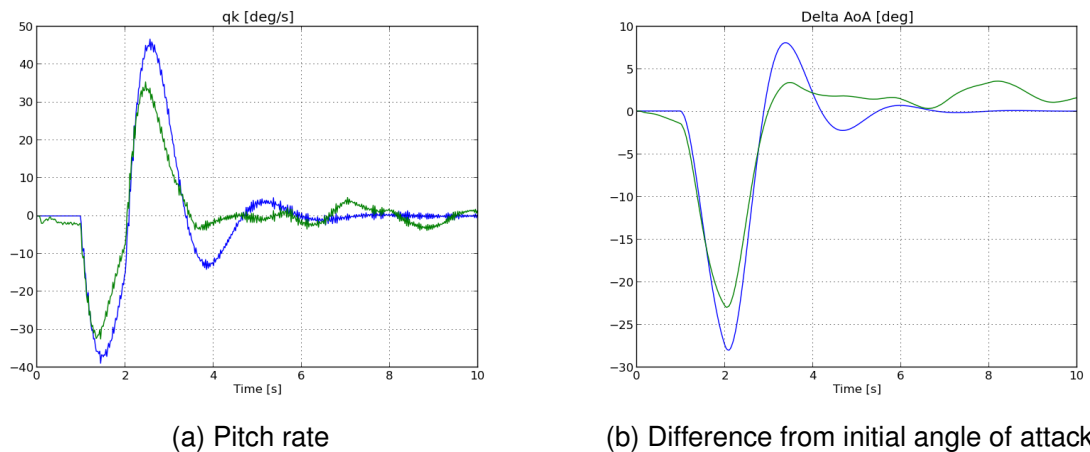 qk [deg/s]
50
40
30
20
10
0
−10
−20
−30
−40
0 2 4 6 8 10
Time [s]
(a) Pitch rate
Delta AoA [deg]
10
5
0
−5
−10
−15
−20
−25
−30
0 2 4 6 8 10
Time [s]
(b) Difference from initial angle of attack